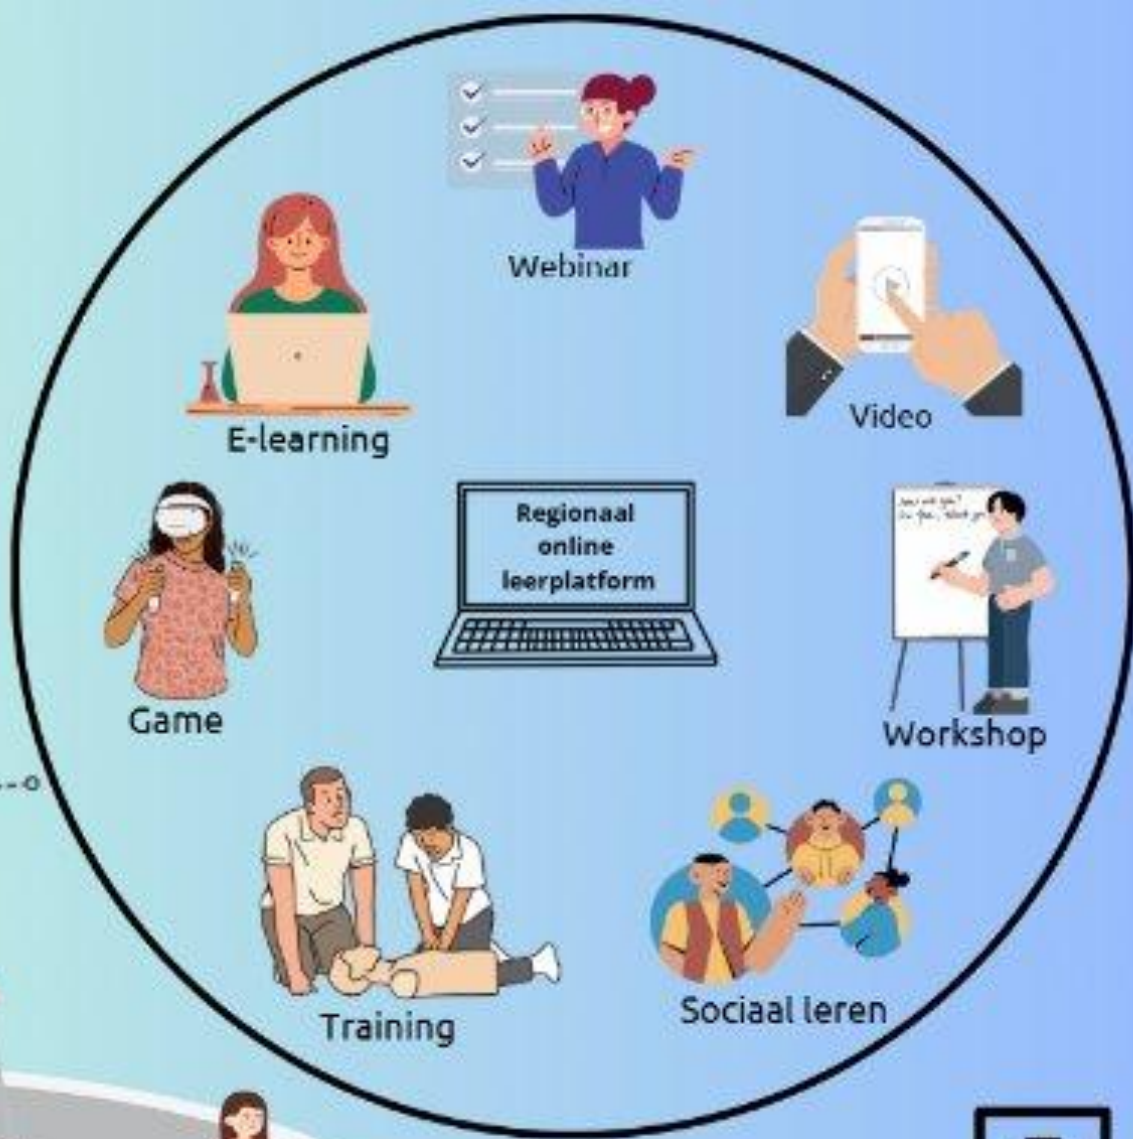 Webinar
E-learning
Video
Regionaal
online
leerplatform
Game
Workshop
Training
Sociaal leren